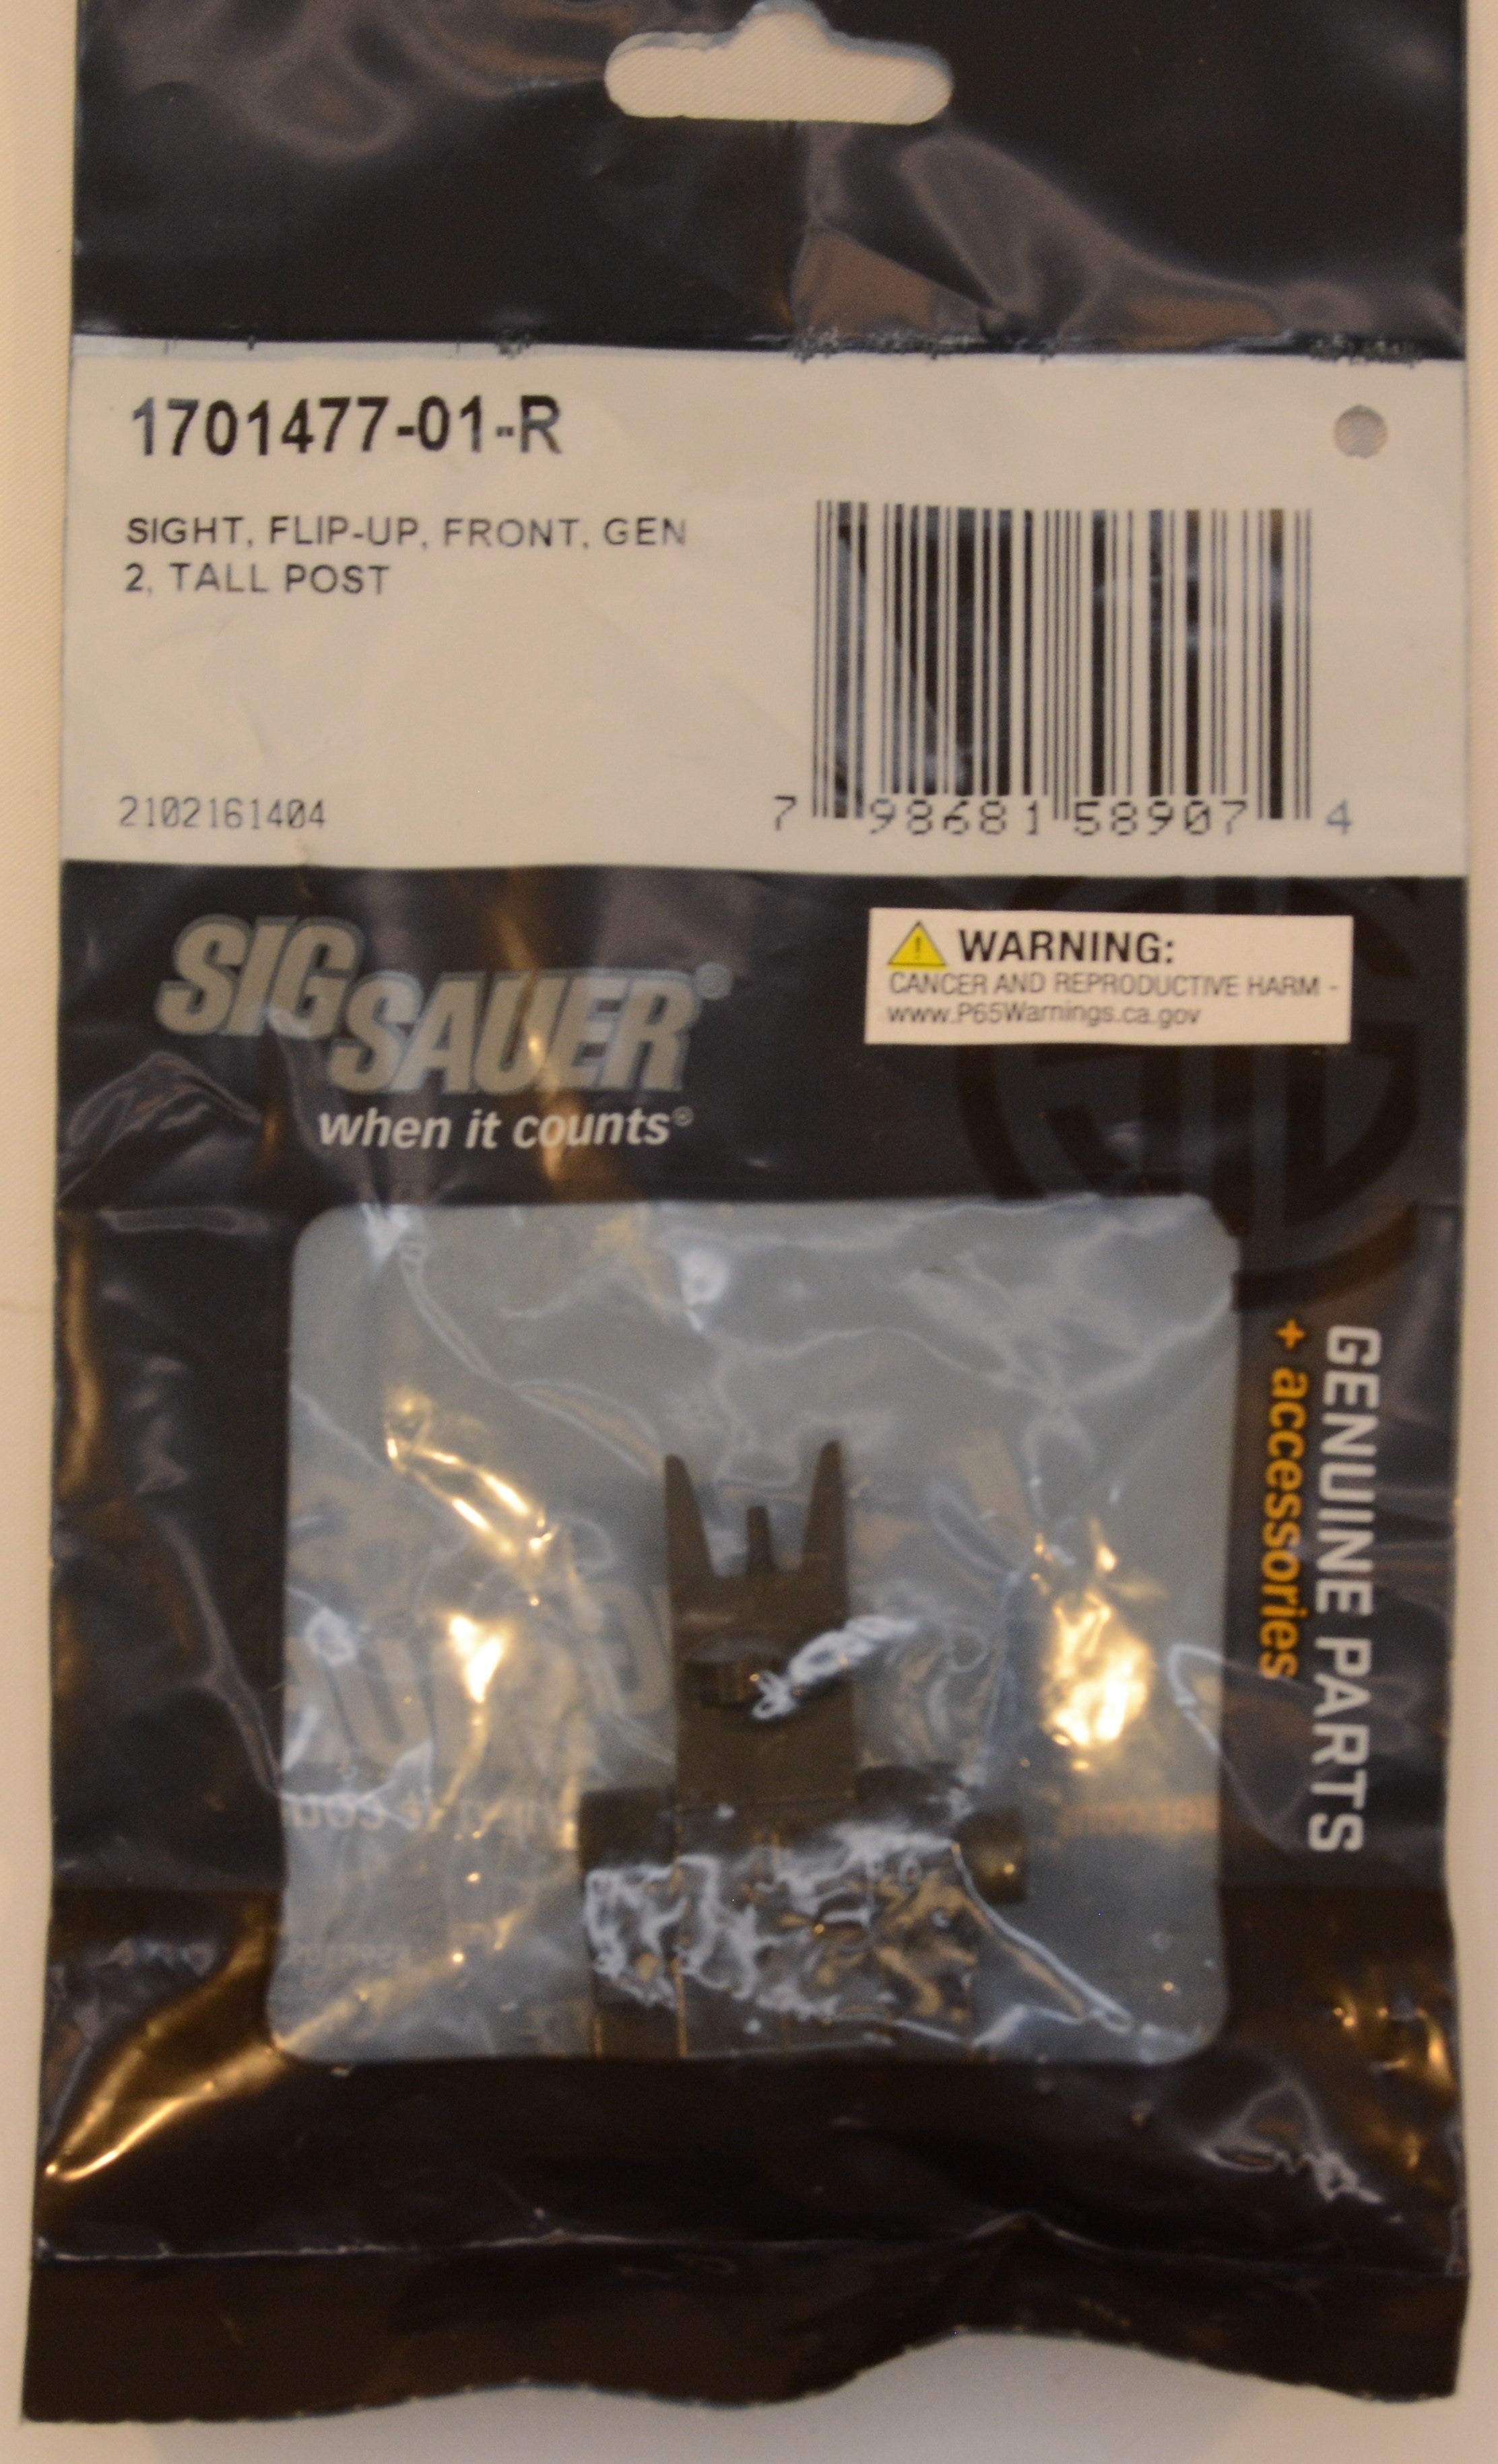 1701477-01-R
SIGHT, FLIP-UP, FRONT, GEN
2, TALL POST
2102161404
7 98681 58907 4
SIG
SAUER®
when it counts®
WARNING:
CANCER AND REPRODUCTIVE HARM -
www.P65Warnings.ca.gov
GENUINE PARTS
+ accessories